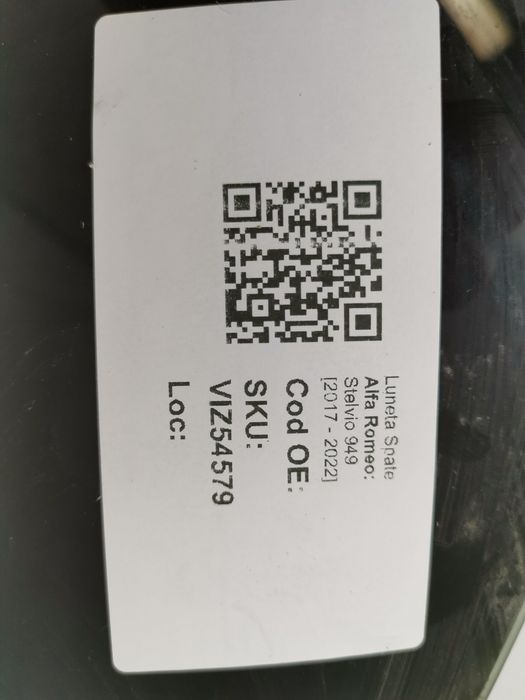 Luneta Spate
Alfa Romeo:
Stelvio 949
[2017 - 2022]
Cod OE:
SKU:
VIZ54579
Loc: